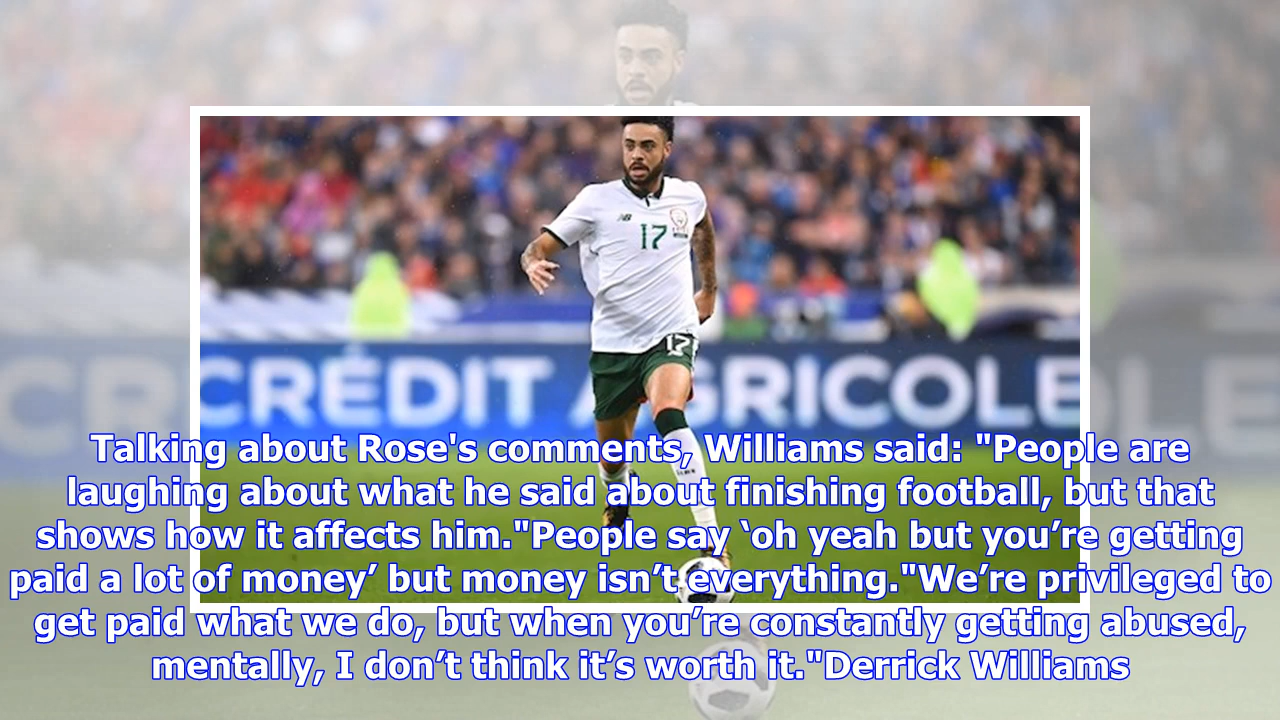 17
17
CRÉDIT AGRICOLE
Talking about Rose's comments, Williams said: "People are
laughing about what he said about finishing football, but that
shows how it affects him."People say ‘oh yeah but you’re getting
paid a lot of money’ but money isn’t everything."We’re privileged to
get paid what we do, but when you’re constantly getting abused,
mentally, I don’t think it’s worth it."Derrick Williams